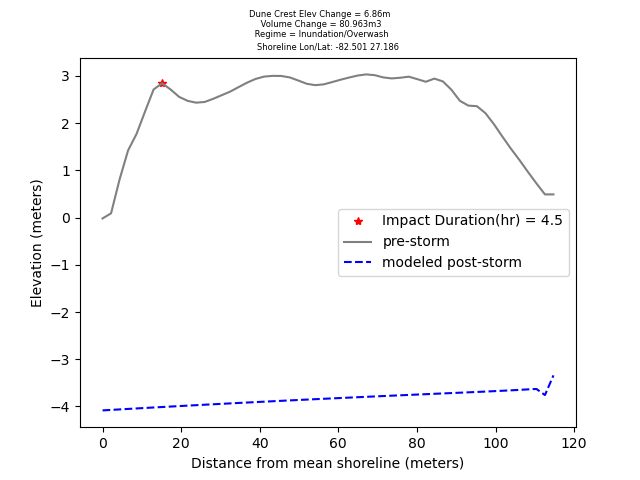 Dune Crest Elev Change = 6.86m
Volume Change = 80.963m3
Regime = Inundation/Overwash
Shoreline Lon/Lat: -82.501 27.186
3
2
1
0
−1
−2
−3
−4
Elevation (meters)
Impact Duration(hr) = 4.5
pre-storm
modeled post-storm
0 20 40 60 80 100 120
Distance from mean shoreline (meters)